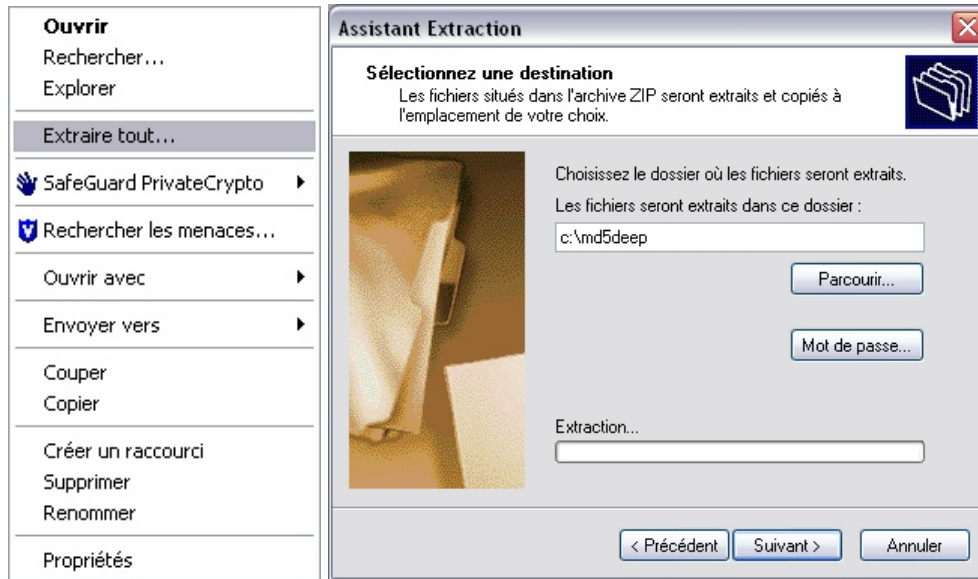 Ouvrir
Rechercher...
Explorer
Extraire tout...
SafeGuard PrivateCrypto
Rechercher les menaces...
Ouvrir avec
Envoyer vers
Couper
Copier
Créer un raccourci
Supprimer
Renommer
Propriétés
Assistant Extraction
Sélectionnez une destination
Les fichiers situés dans l'archive ZIP seront extraits et copiés à
l'emplacement de votre choix.
Choisissez le dossier où les fichiers seront extraits.
Les fichiers seront extraits dans ce dossier :
c:\md5deep
Parcourir...
Mot de passe...
Extraction...
< Précédent
Suivant >
Annuler